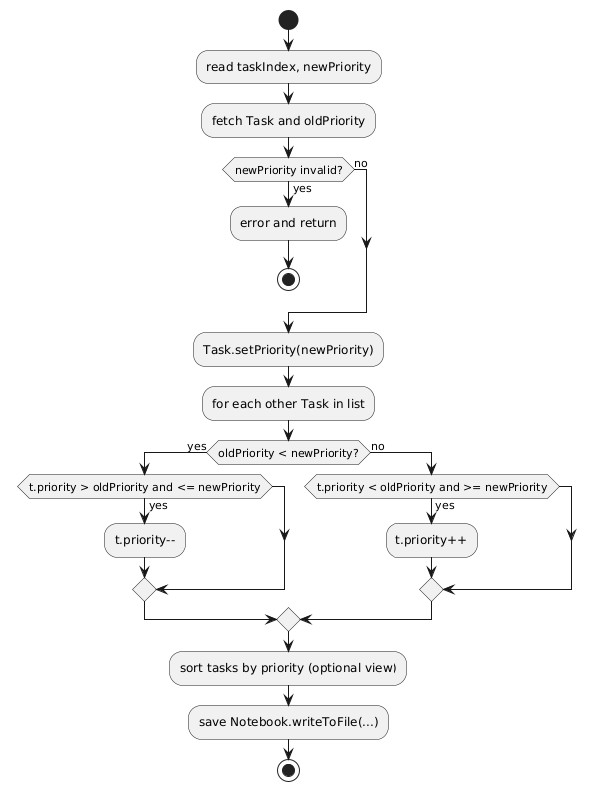 read taskIndex, newPriority
fetch Task and oldPriority
newPriority invalid?
no
yes
error and return
Task.setPriority(newPriority)
for each other Task in list
yes
oldPriority < newPriority?
no
t.priority > oldPriority and <= newPriority
t.priority < oldPriority and >= newPriority
yes
yes
t.priority--
t.priority++
sort tasks by priority (optional view)
save Notebook.writeToFile(...)